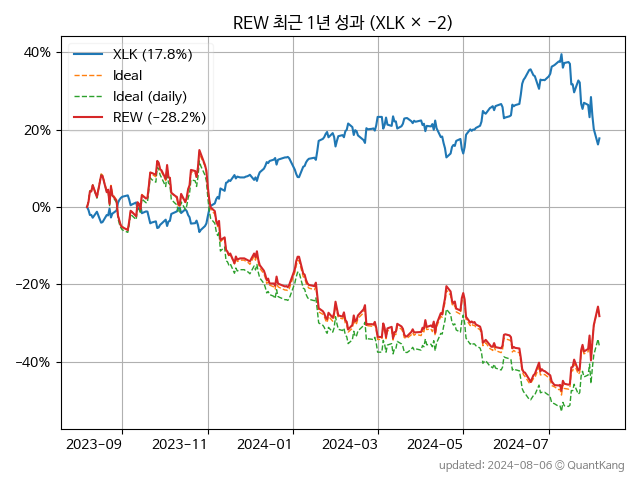 REW 최근 1년 성과 (XLK × −2)
XLK (17.8%)
Ideal
Ideal (daily)
REW (−28.2%)
40%
20%
0%
−20%
−40%
2023-09
2023-11
2024-01
2024-03
2024-05
2024-07
updated: 2024-08-06 © QuantKang